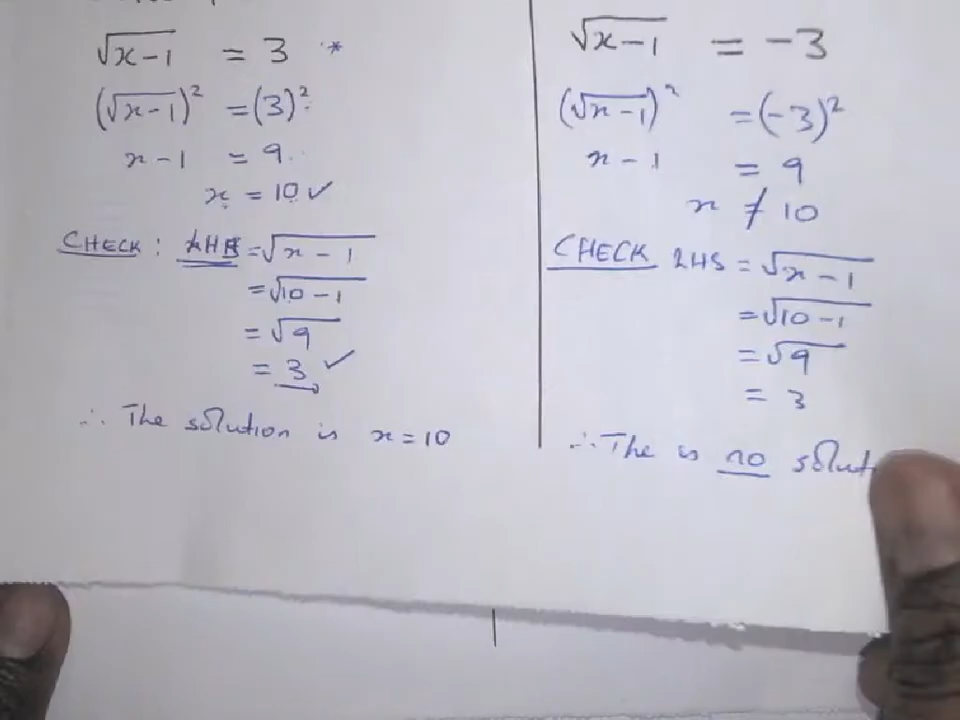 √x-1 = 3 *
(√x-1)² = (3)²
x-1 = 9
x = 10 ✓
CHECK: LHS = √x-1
= √10-1
= √9
= 3 ✓
∴ The solution is x = 10
√x-1 = -3
(√x-1)² = (-3)²
x-1 = 9
x ≠ 10
CHECK LHS = √x-1
= √10-1
= √9
= 3
∴ The is no solut